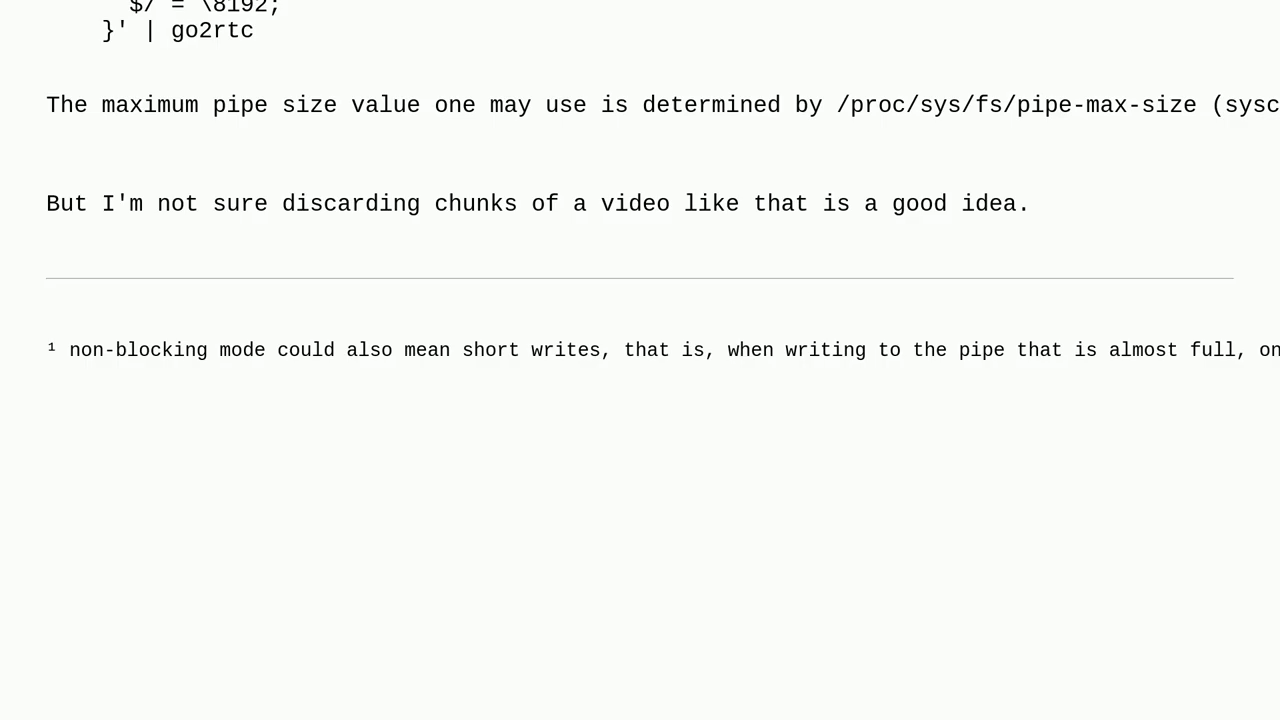 $/ = \8192;
}' | go2rtc
The maximum pipe size value one may use is determined by /proc/sys/fs/pipe-max-size (sysc
But I'm not sure discarding chunks of a video like that is a good idea.
¹ non-blocking mode could also mean short writes, that is, when writing to the pipe that is almost full, on